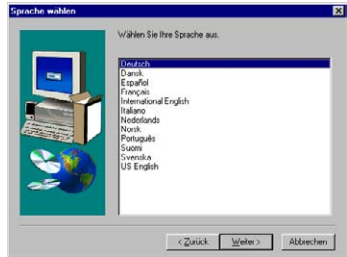 Sprache wählen
Wählen Sie Ihre Sprache aus.
Deutsch
Dansk
Español
Français
International English
Italiano
Nederlands
Norsk
Português
Suomi
Svenska
US English
< Zurück
Weiter >
Abbrechen